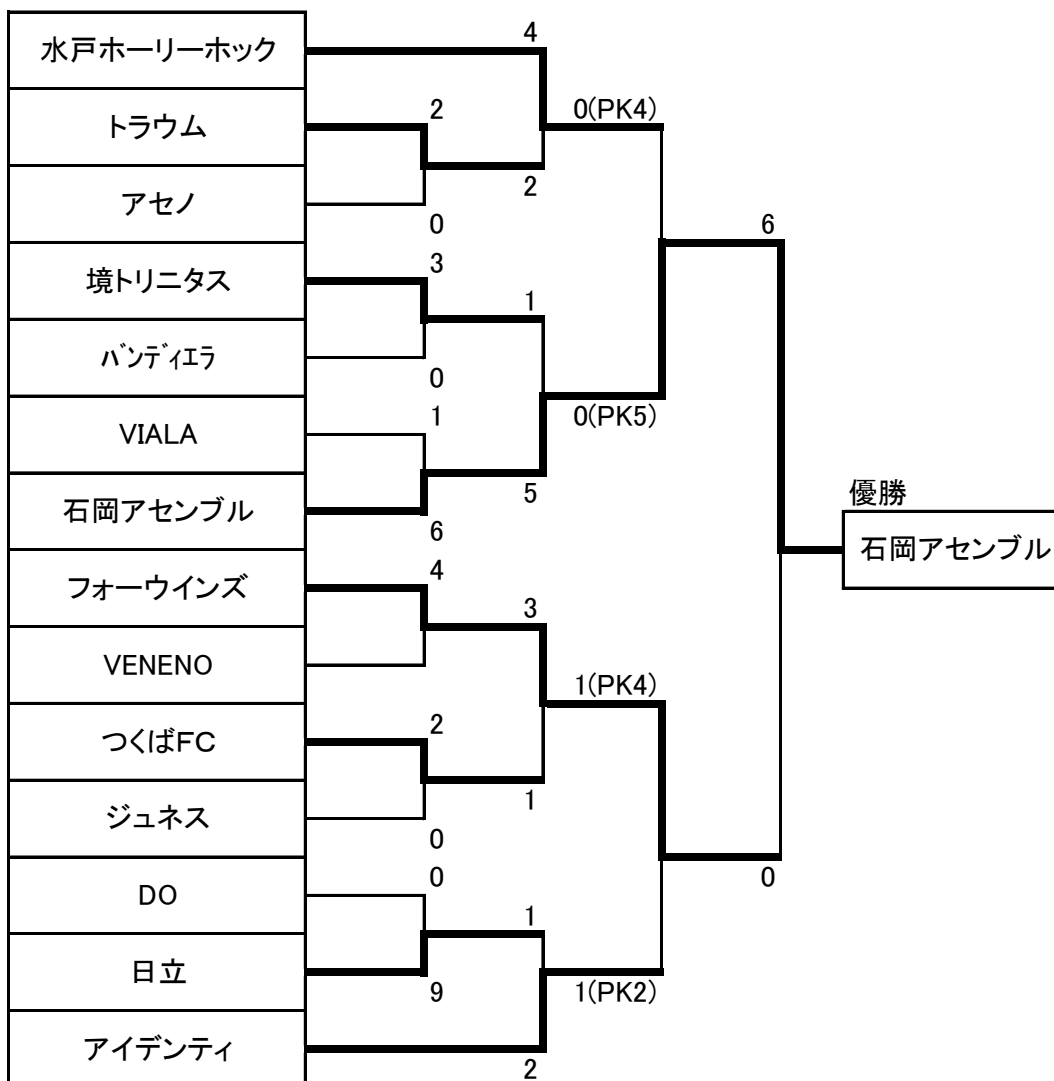 水戸ホーリーホック
トラウム
アセノ
境トリニタス
ﾊﾞﾝﾃﾞｨｴﾗ
VIALA
石岡アセンブル
フォーウインズ
VENENO
つくばFC
ジュネス
DO
日立
アイデンティ
2
0
3
0
1
6
4
2
0
0
9
4
2
1
5
3
1
1
2
0(PK4)
0(PK5)
1(PK4)
1(PK2)
6
0
優勝
石岡アセンブル